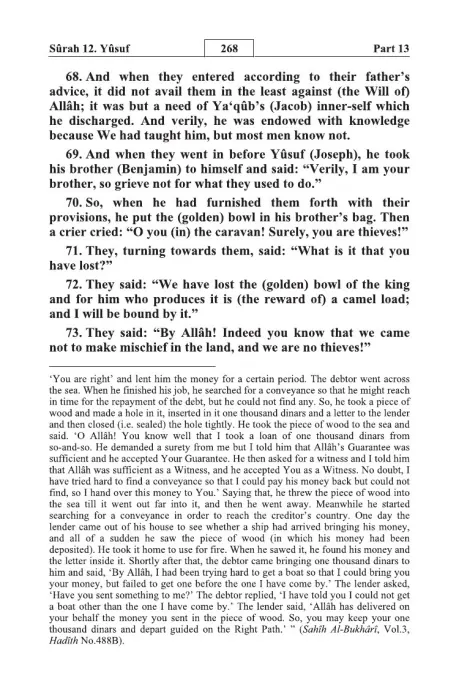 Sûrah 12. Yûsuf 268 Part 13
68. And when they entered according to their father’s
advice, it did not avail them in the least against (the Will of)
Allâh; it was but a need of Ya‘qûb’s (Jacob) inner-self which
he discharged. And verily, he was endowed with knowledge
because We had taught him, but most men know not.
69. And when they went in before Yûsuf (Joseph), he took
his brother (Benjamin) to himself and said: “Verily, I am your
brother, so grieve not for what they used to do.”
70. So, when he had furnished them forth with their
provisions, he put the (golden) bowl in his brother’s bag. Then
a crier cried: “O you (in) the caravan! Surely, you are thieves!”
71. They, turning towards them, said: “What is it that you
have lost?”
72. They said: “We have lost the (golden) bowl of the king
and for him who produces it is (the reward of) a camel load;
and I will be bound by it.”
73. They said: “By Allâh! Indeed you know that we came
not to make mischief in the land, and we are no thieves!”
‘You are right’ and lent him the money for a certain period. The debtor went across
the sea. When he finished his job, he searched for a conveyance so that he might reach
in time for the repayment of the debt, but he could not find any. So, he took a piece of
wood and made a hole in it, inserted in it one thousand dinars and a letter to the lender
and then closed (i.e. sealed) the hole tightly. He took the piece of wood to the sea and
said. ‘O Allâh! You know well that I took a loan of one thousand dinars from
so-and-so. He demanded a surety from me but I told him that Allâh’s Guarantee was
sufficient and he accepted Your Guarantee. He then asked for a witness and I told him
that Allâh was sufficient as a Witness, and he accepted You as a Witness. No doubt, I
have tried hard to find a conveyance so that I could pay his money back but could not
find, so I hand over this money to You.’ Saying that, he threw the piece of wood into
the sea till it went out far into it, and then he went away. Meanwhile he started
searching for a conveyance in order to reach the creditor’s country. One day the
lender came out of his house to see whether a ship had arrived bringing his money,
and all of a sudden he saw the piece of wood (in which his money had been
deposited). He took it home to use for fire. When he sawed it, he found his money and
the letter inside it. Shortly after that, the debtor came bringing one thousand dinars to
him and said, ‘By Allâh, I had been trying hard to get a boat so that I could bring you
your money, but failed to get one before the one I have come by.’ The lender asked,
‘Have you sent something to me?’ The debtor replied, ‘I have told you I could not get
a boat other than the one I have come by.’ The lender said, ‘Allâh has delivered on
your behalf the money you sent in the piece of wood. So, you may keep your one
thousand dinars and depart guided on the Right Path.’ ” (Sahîh Al-Bukhârî, Vol.3,
Hadîth No.488B).